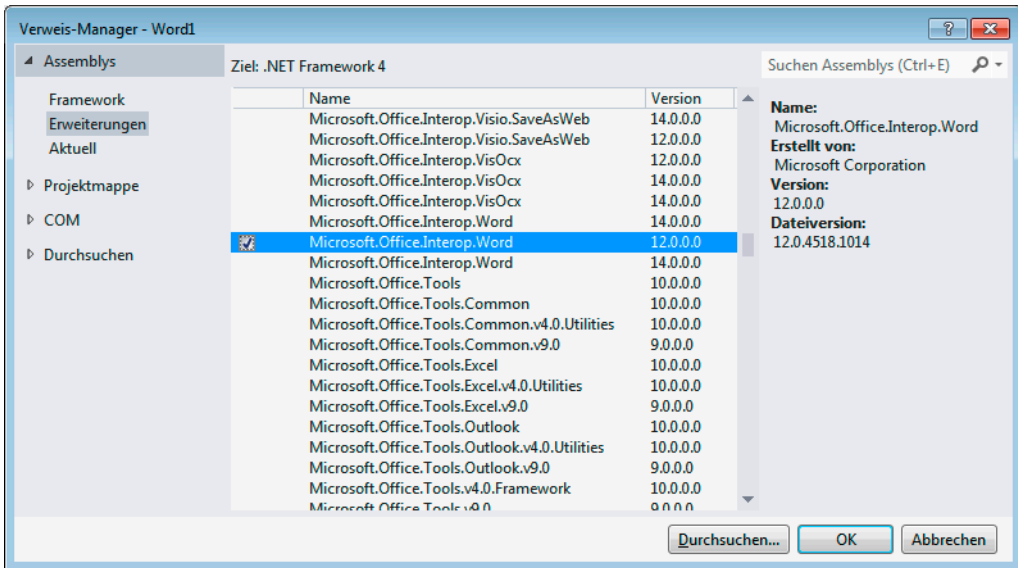 Verweis-Manager - Word1
Assemblys
Framework
Erweiterungen
Aktuell
Projektmappe
COM
Durchsuchen
Ziel: .NET Framework 4
Name Version
Microsoft.Office.Interop.Visio.SaveAsWeb 14.0.0.0
Microsoft.Office.Interop.Visio.SaveAsWeb 12.0.0.0
Microsoft.Office.Interop.VisOcx 12.0.0.0
Microsoft.Office.Interop.VisOcx 14.0.0.0
Microsoft.Office.Interop.VisOcx 14.0.0.0
Microsoft.Office.Interop.Word 14.0.0.0
Microsoft.Office.Interop.Word 12.0.0.0
Microsoft.Office.Interop.Word 14.0.0.0
Microsoft.Office.Tools 10.0.0.0
Microsoft.Office.Tools.Common 10.0.0.0
Microsoft.Office.Tools.Common.v4.0.Utilities 10.0.0.0
Microsoft.Office.Tools.Common.v9.0 9.0.0.0
Microsoft.Office.Tools.Excel 10.0.0.0
Microsoft.Office.Tools.Excel.v4.0.Utilities 10.0.0.0
Microsoft.Office.Tools.Excel.v9.0 9.0.0.0
Microsoft.Office.Tools.Outlook 10.0.0.0
Microsoft.Office.Tools.Outlook.v4.0.Utilities 10.0.0.0
Microsoft.Office.Tools.Outlook.v9.0 9.0.0.0
Microsoft.Office.Tools.v4.0.Framework 10.0.0.0
Microsoft.Office.Tools.v9.0 9.0.0.0
Suchen Assemblys (Ctrl+E)
Name:
Microsoft.Office.Interop.Word
Erstellt von:
Microsoft Corporation
Version:
12.0.0.0
Dateiversion:
12.0.4518.1014
Durchsuchen... OK Abbrechen